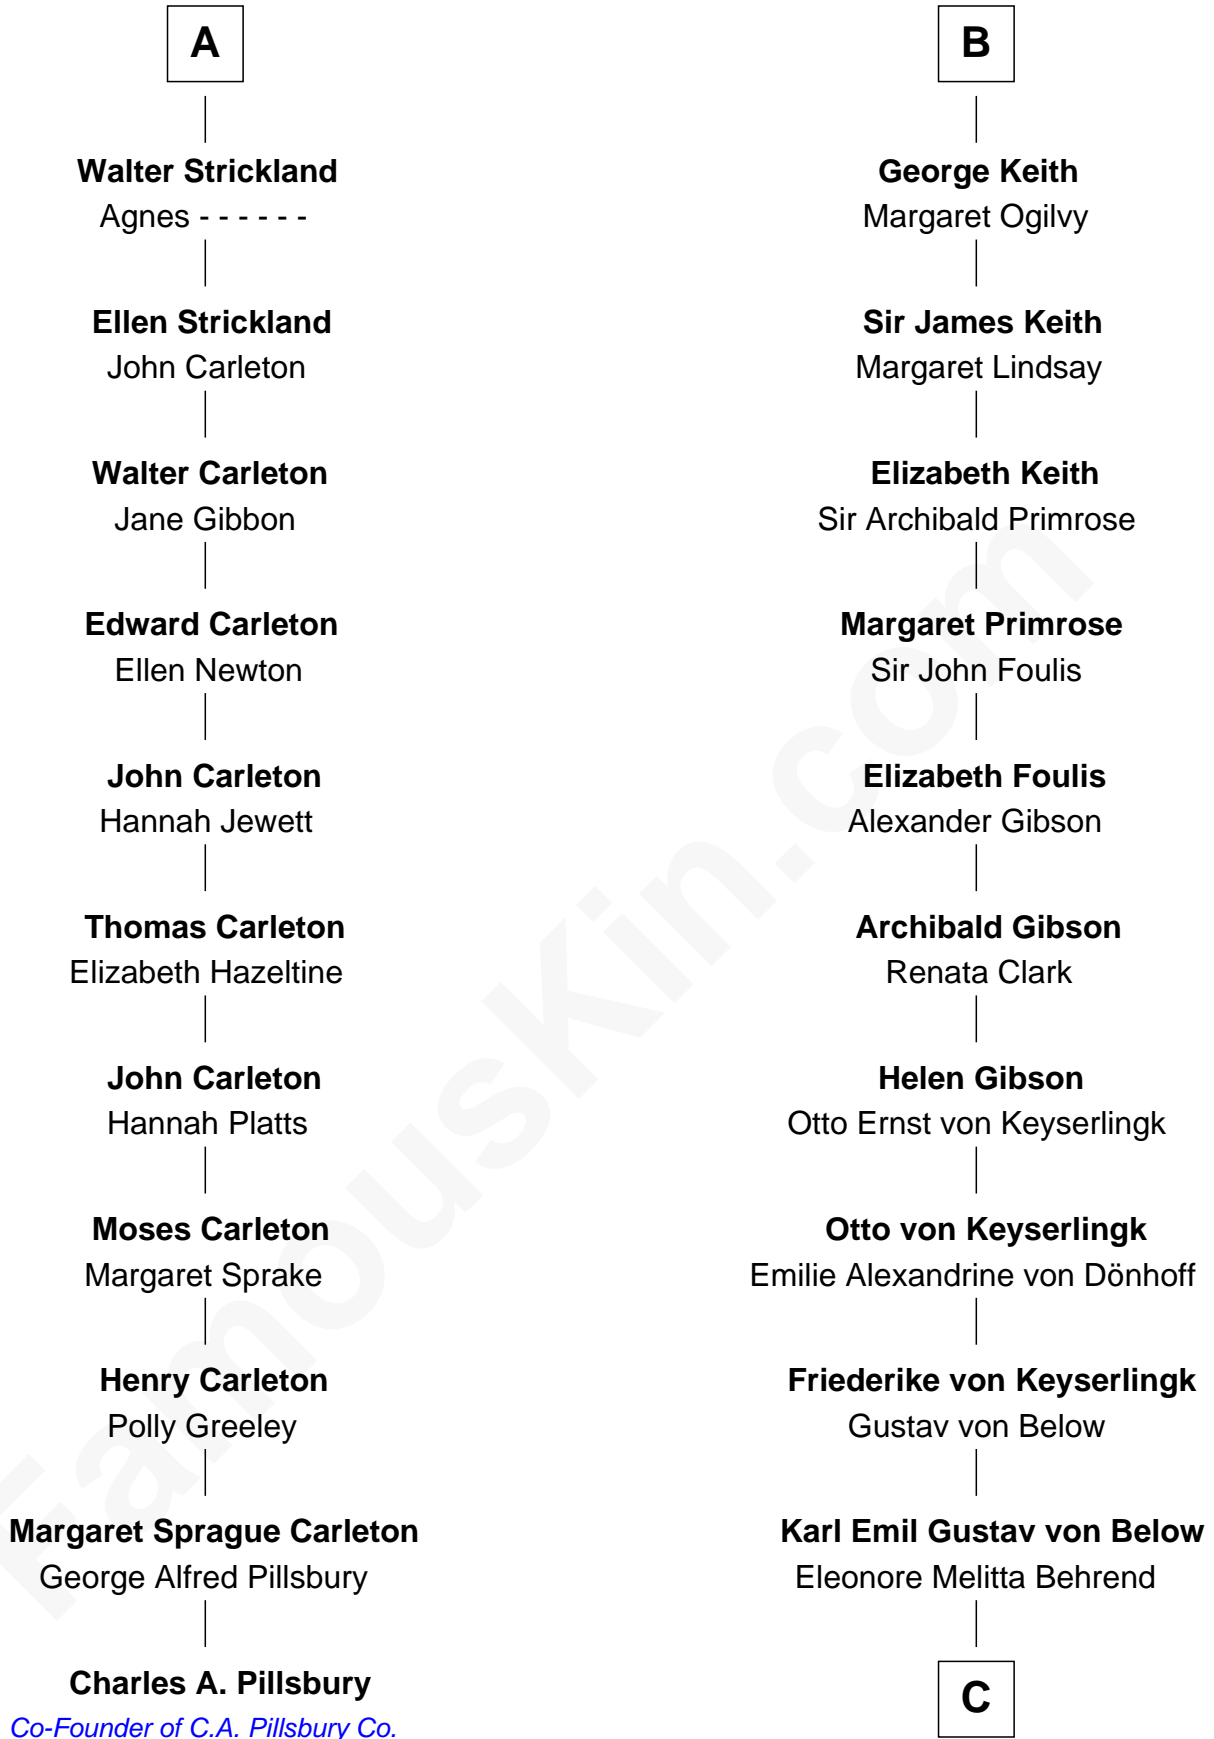 A
Walter Strickland
Agnes - - - - - -
Ellen Strickland
John Carleton
Walter Carleton
Jane Gibbon
Edward Carleton
Ellen Newton
John Carleton
Hannah Jewett
Thomas Carleton
Elizabeth Hazeltine
John Carleton
Hannah Platts
Moses Carleton
Margaret Sprake
Henry Carleton
Polly Greeley
Margaret Sprague Carleton
George Alfred Pillsbury
Charles A. Pillsbury
Co-Founder of C.A. Pillsbury Co.
B
George Keith
Margaret Ogilvy
Sir James Keith
Margaret Lindsay
Elizabeth Keith
Sir Archibald Primrose
Margaret Primrose
Sir John Foulis
Elizabeth Foulis
Alexander Gibson
Archibald Gibson
Renata Clark
Helen Gibson
Otto Ernst von Keyserlingk
Otto von Keyserlingk
Emilie Alexandrine von Dönhoff
Friederike von Keyserlingk
Gustav von Below
Karl Emil Gustav von Below
Eleonore Melitta Behrend
C
FamousKin.com